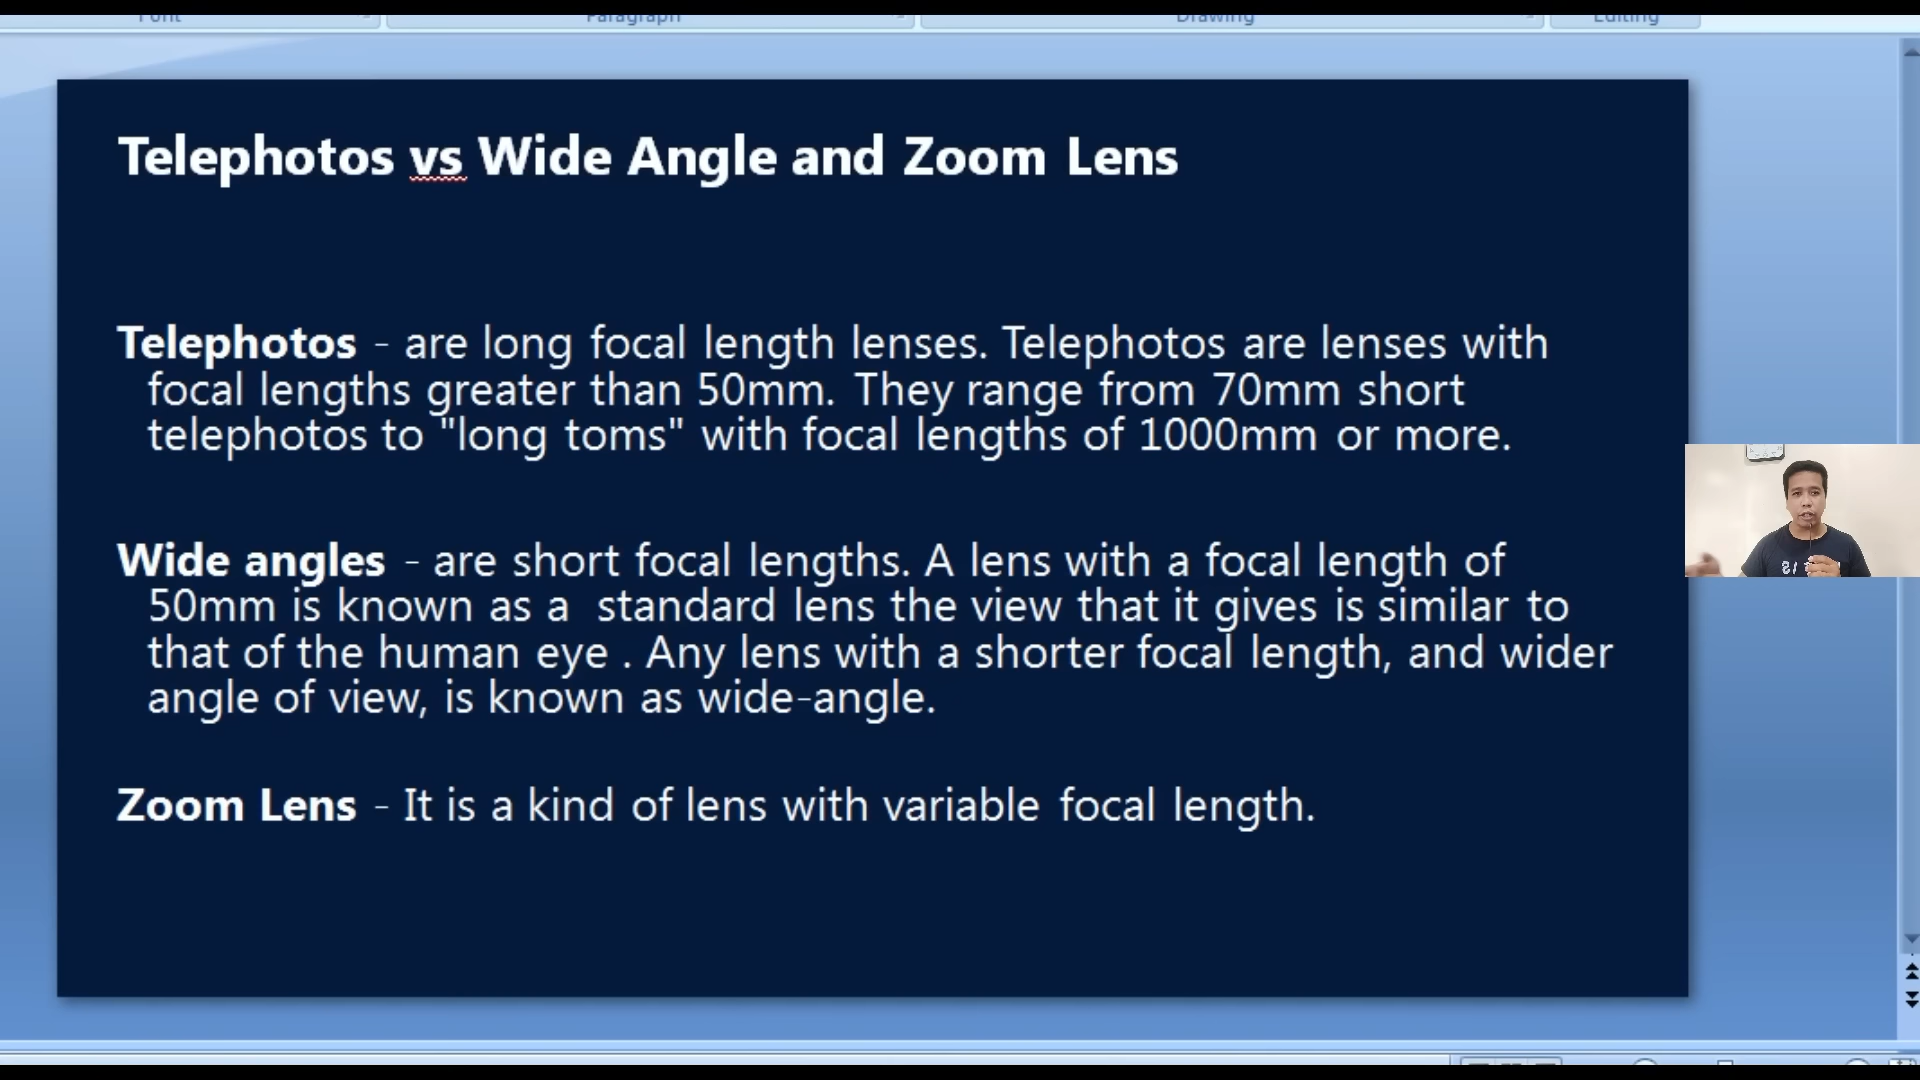 Font Paragraph Drawing Editing
Telephotos vs Wide Angle and Zoom Lens
Telephotos - are long focal length lenses. Telephotos are lenses with
focal lengths greater than 50mm. They range from 70mm short
telephotos to "long toms" with focal lengths of 1000mm or more.
Wide angles - are short focal lengths. A lens with a focal length of
50mm is known as a standard lens the view that it gives is similar to
that of the human eye . Any lens with a shorter focal length, and wider
angle of view, is known as wide-angle.
Zoom Lens - It is a kind of lens with variable focal length.